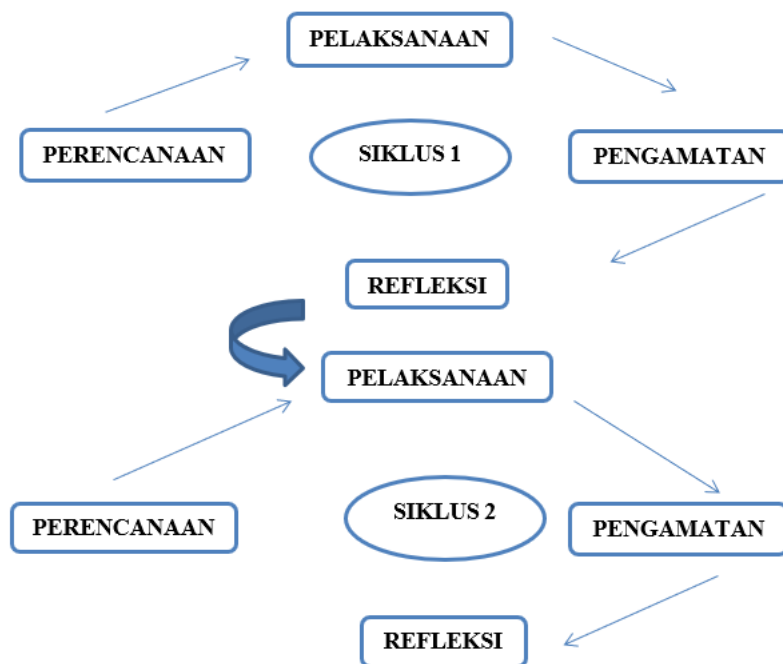 PELAKSANAAN
PERENCANAAN
SIKLUS 1
PENGAMATAN
REFLEKSI
PELAKSANAAN
PERENCANAAN
SIKLUS 2
PENGAMATAN
REFLEKSI